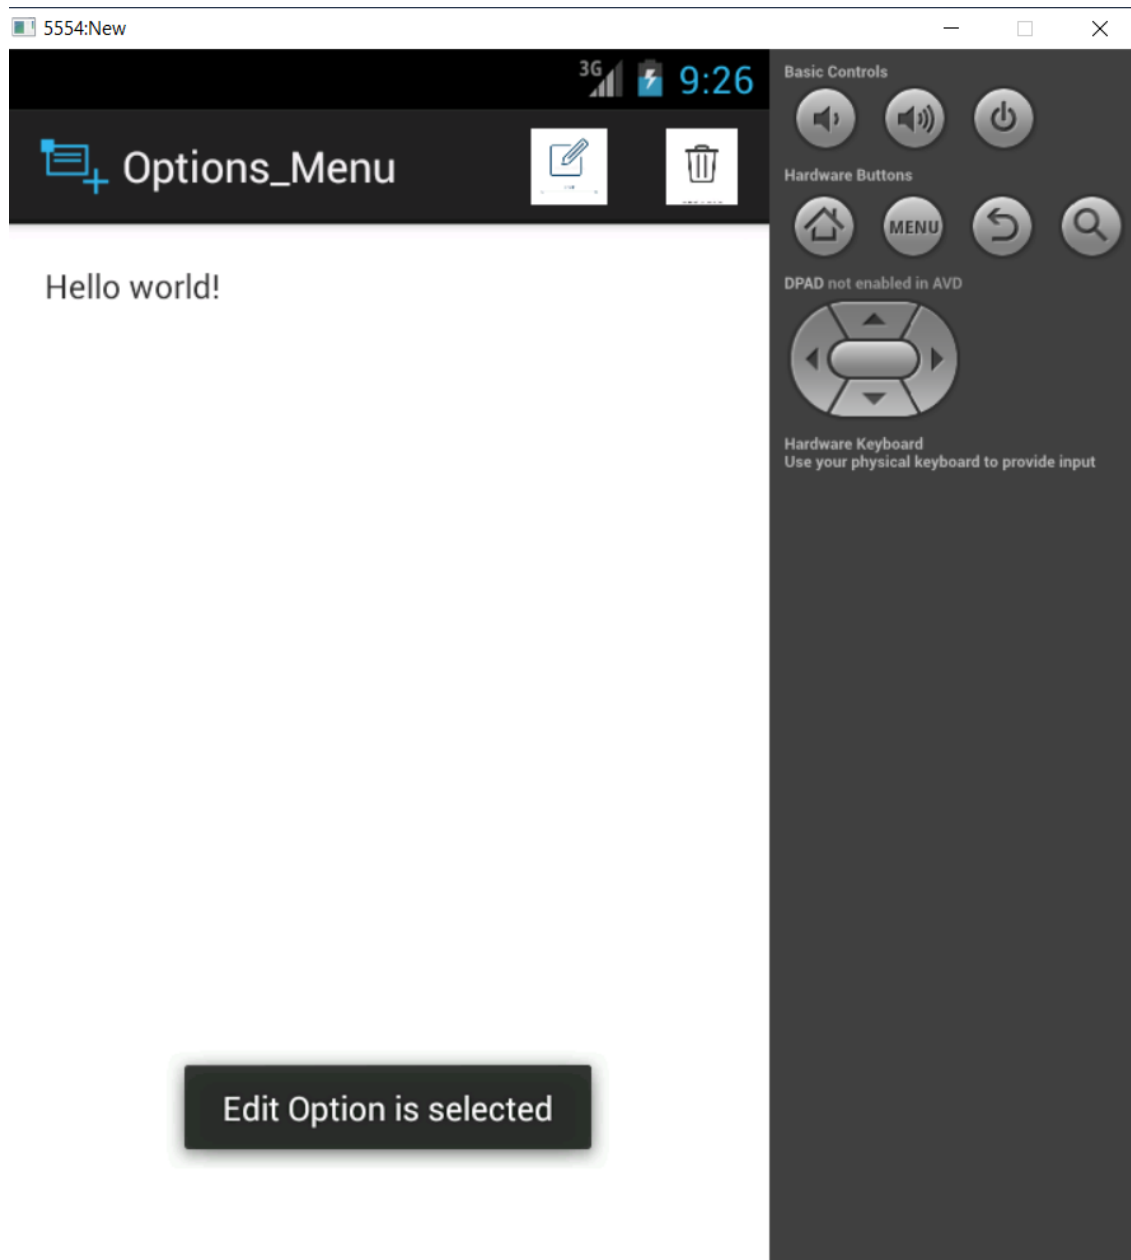 5554:New
3G 9:26
Options_Menu
Hello world!
Edit Option is selected
Basic Controls
Hardware Buttons
MENU
DPAD not enabled in AVD
Hardware Keyboard
Use your physical keyboard to provide input